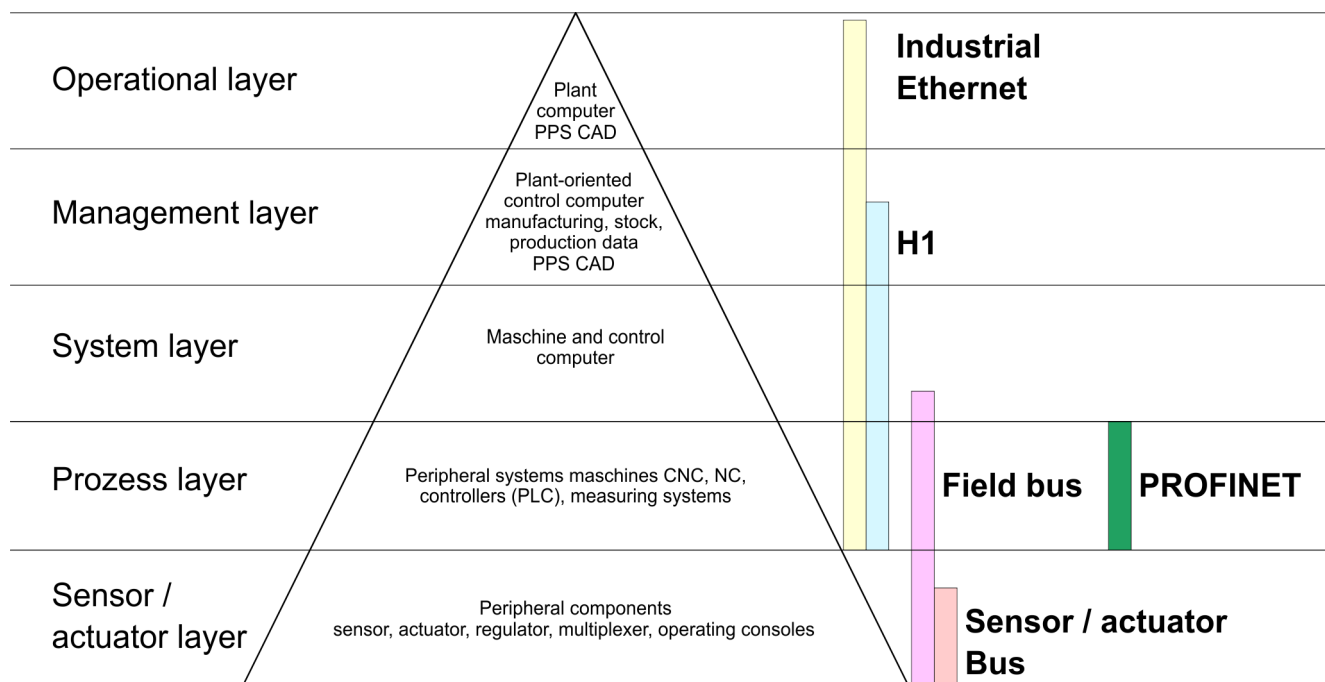 Operational layer
Plant
computer
PPS CAD
Industrial
Ethernet
Management layer
Plant-oriented
control computer
manufacturing, stock,
production data
PPS CAD
H1
System layer
Maschine and control
computer
Prozess layer
Peripheral systems maschines CNC, NC,
controllers (PLC), measuring systems
Field bus
PROFINET
Sensor /
actuator layer
Peripheral components
sensor, actuator, regulator, multiplexer, operating consoles
Sensor / actuator
Bus